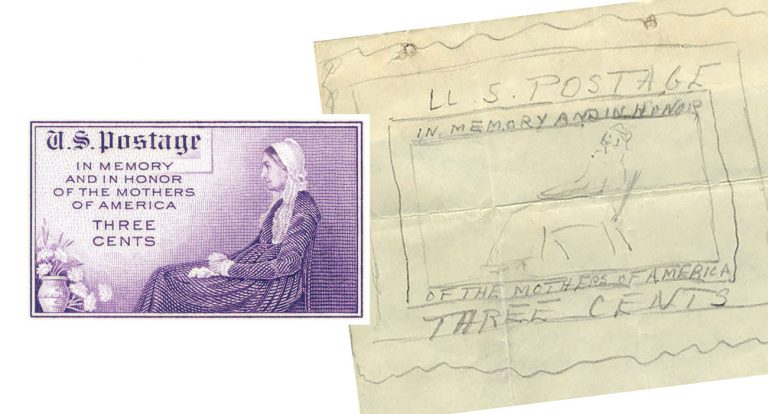 U.S. Postage
IN MEMORY
AND IN HONOR
OF THE MOTHERS
OF AMERICA
THREE
CENTS
U.S. POSTAGE
IN MEMORY AND IN HONOR
OF THE MOTHERS OF AMERICA
THREE CENTS